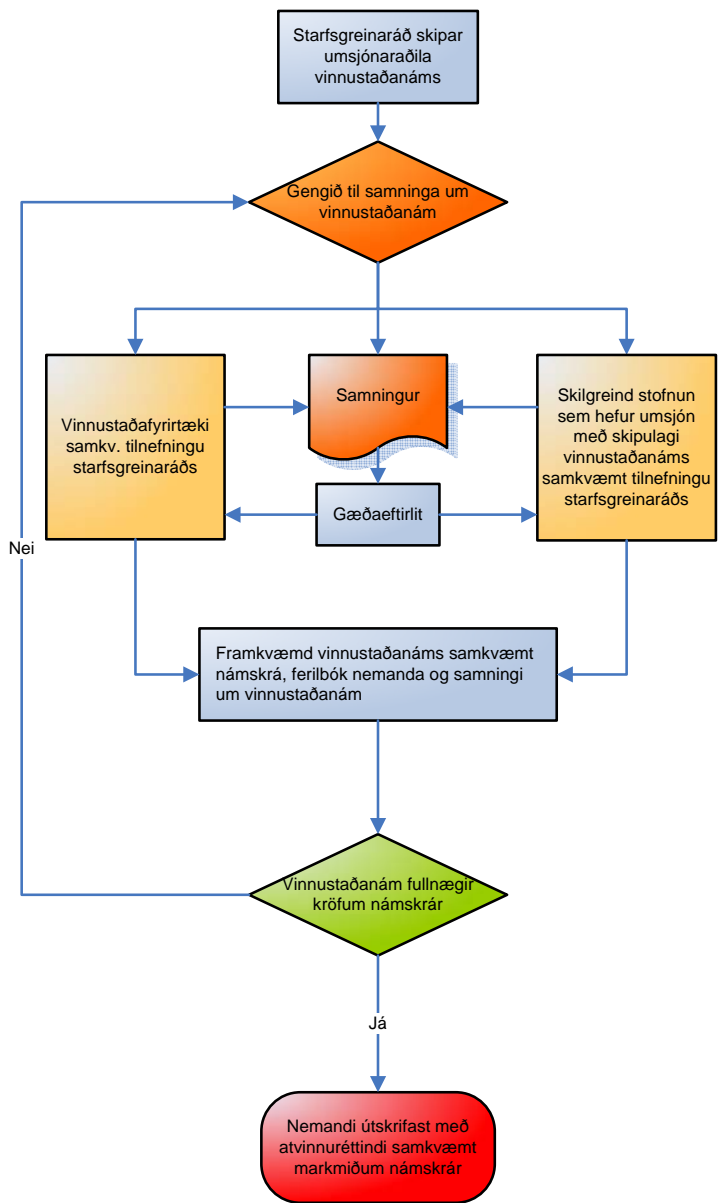 Starfsgreinaráð skipar
umsjónaraðila
vinnustaðanáms
Gengið til samninga um
vinnustaðanám
Vinnustaðafyrirtæki
samkv. tilnefningu
starfsgreinaráðs
Samningur
Skilgreind stofnun
sem hefur umsjón
með skipulagi
vinnustaðanáms
samkvæmt tilnefningu
starfsgreinaráðs
Gæðaeftirlit
Nei
Framkvæmd vinnustaðanáms samkvæmt
námskrá, ferilbók nemanda og samningi
um vinnustaðanám
Vinnustaðanám fullnægir
kröfum námskrár
Já
Nemandi útskrifast með
atvinnuréttindi samkvæmt
markmiðum námskrár